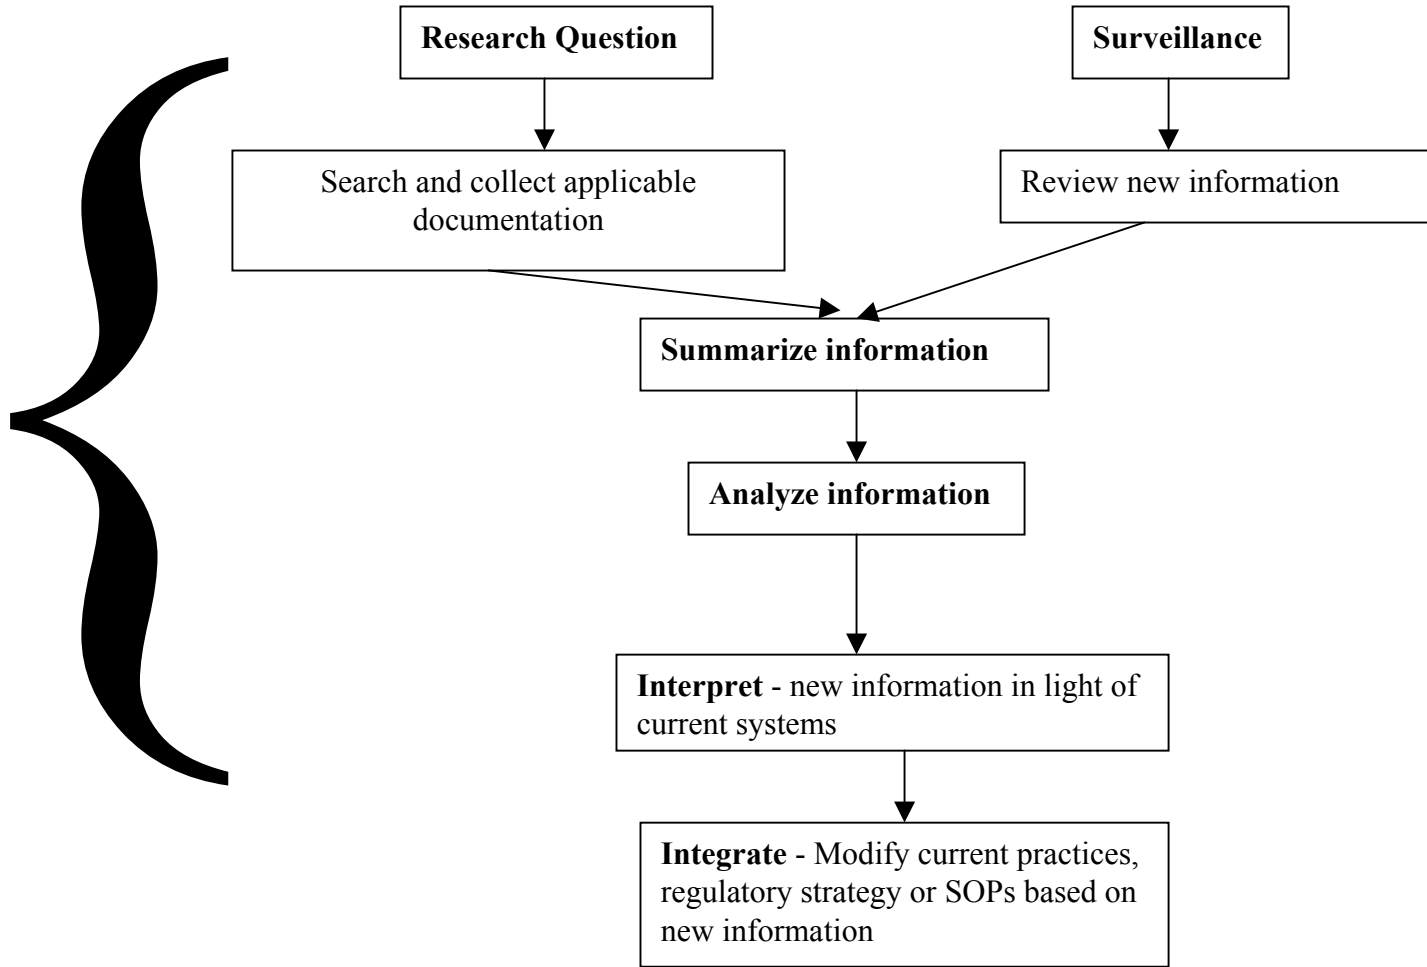 Research Question
Surveillance
Search and collect applicable
documentation
Review new information
Summarize information
Analyze information
Interpret - new information in light of
current systems
Integrate - Modify current practices,
regulatory strategy or SOPs based on
new information